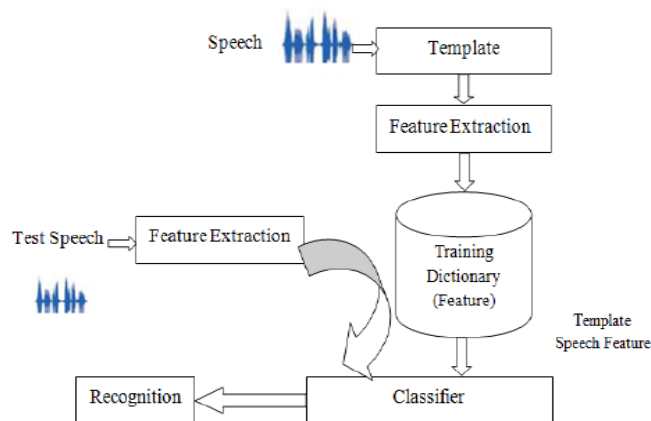 Speech
Template
Feature Extraction
Test Speech
Feature Extraction
Training
Dictionary
(Feature)
Template
Speech Feature
Recognition
Classifier